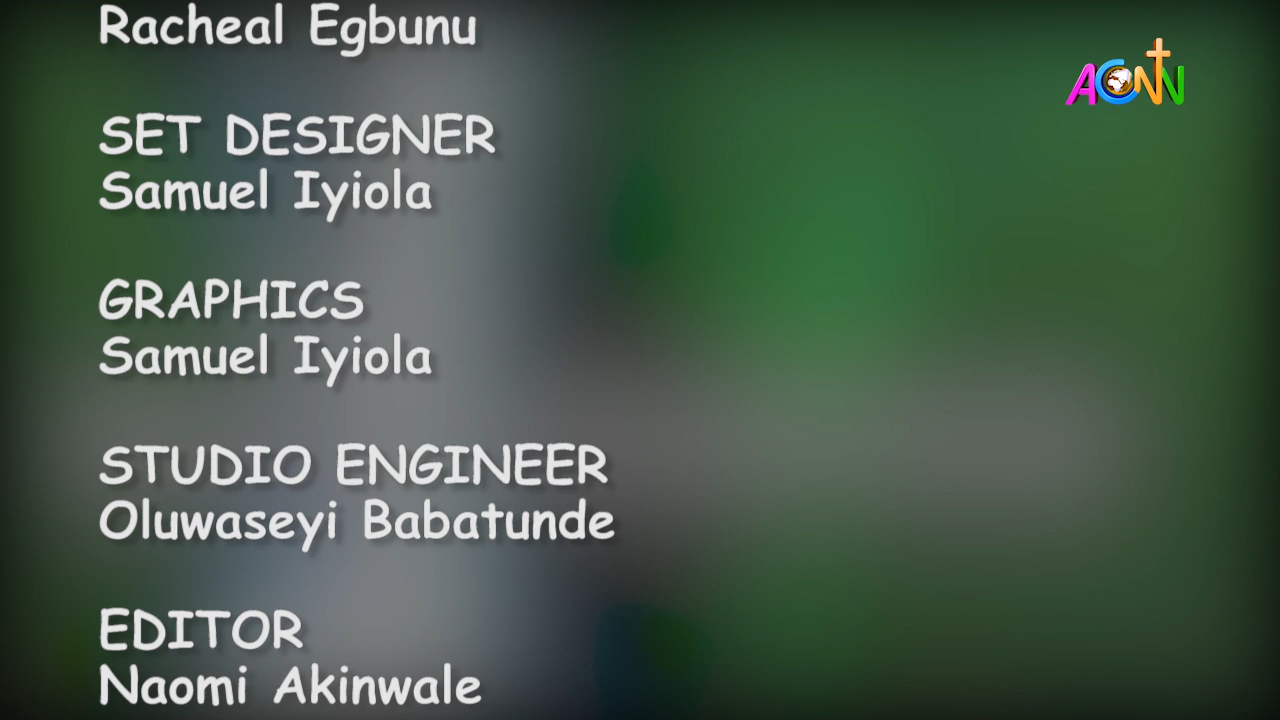 Racheal Egbunu
ACNN
SET DESIGNER
Samuel Iyiola
GRAPHICS
Samuel Iyiola
STUDIO ENGINEER
Oluwaseyi Babatunde
EDITOR
Naomi Akinwale